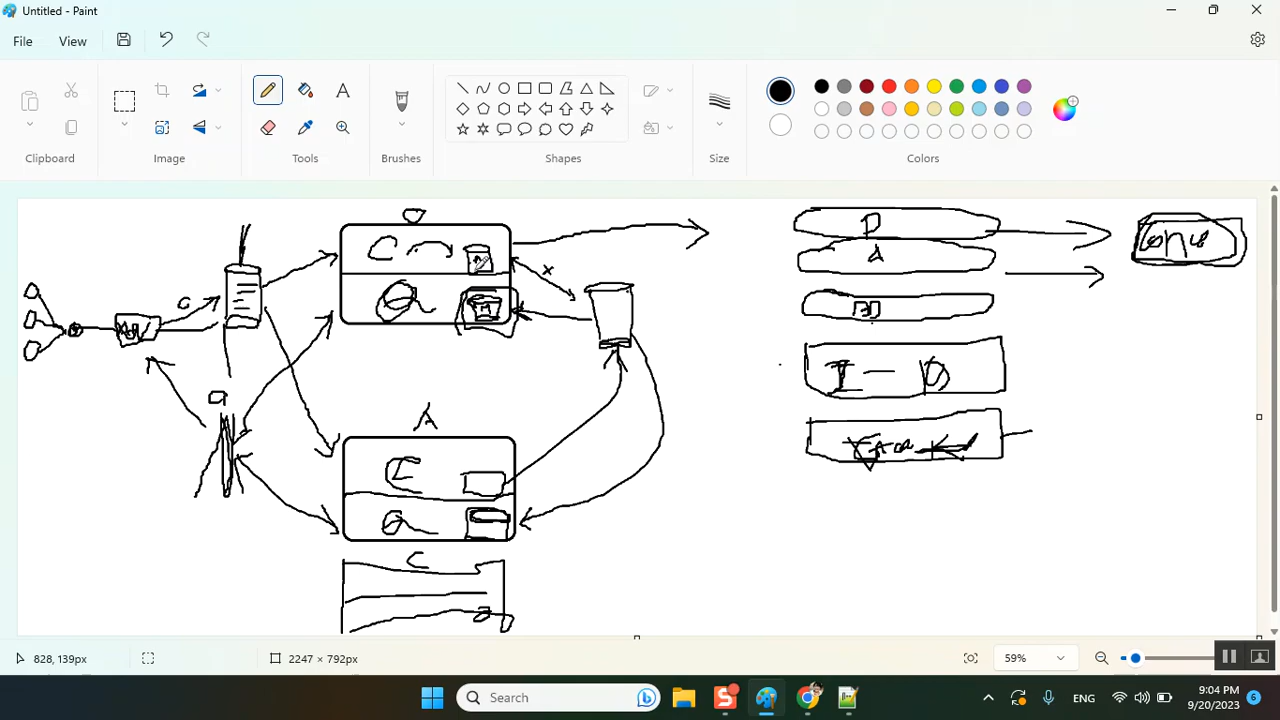 Untitled - Paint
File
View
Clipboard
Image
Tools
Brushes
Shapes
Size
Colors
A
C
A
C
I - D
828, 139px
2247 × 792px
59%
Search
ENG
9:04 PM
9/20/2023
6